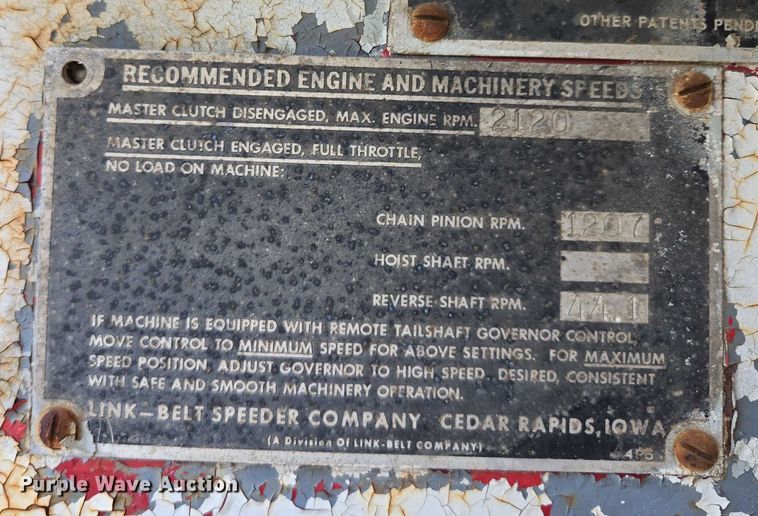 OTHER PATENTS PENDI
RECOMMENDED ENGINE AND MACHINERY SPEEDS
MASTER CLUTCH DISENGAGED, MAX. ENGINE RPM. 2120
MASTER CLUTCH ENGAGED, FULL THROTTLE,
NO LOAD ON MACHINE:
CHAIN PINION RPM. 1207
HOIST SHAFT RPM.
REVERSE SHAFT RPM. 441
IF MACHINE IS EQUIPPED WITH REMOTE TAILSHAFT GOVERNOR CONTROL,
MOVE CONTROL TO MINIMUM SPEED FOR ABOVE SETTINGS. FOR MAXIMUM
SPEED POSITION, ADJUST GOVERNOR TO HIGH SPEED, DESIRED, CONSISTENT
WITH SAFE AND SMOOTH MACHINERY OPERATION.
LINK-BELT SPEEDER COMPANY CEDAR RAPIDS, IOWA
(A Division Of LINK-BELT COMPANY)
4P6
Purple Wave Auction